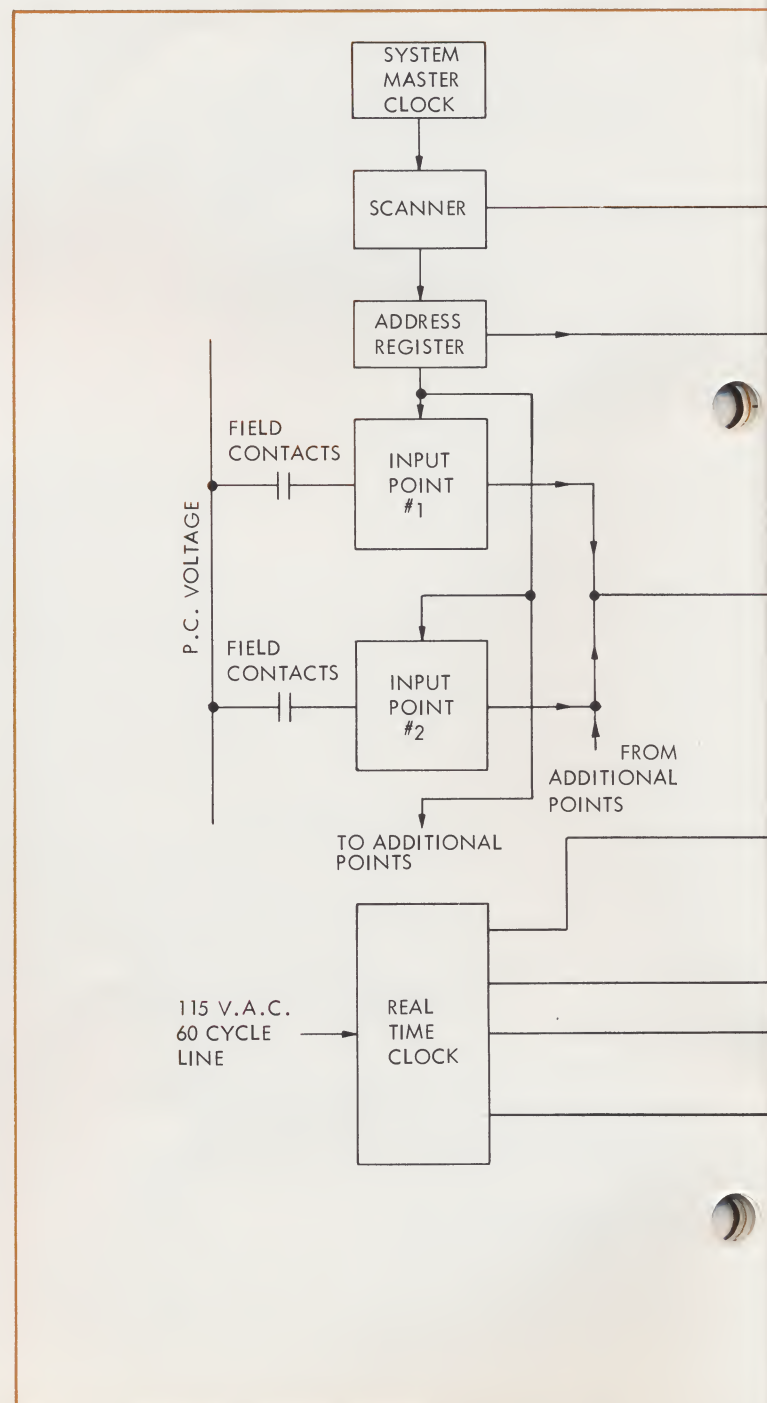 SYSTEM
MASTER
CLOCK
SCANNER
ADDRESS
REGISTER
FIELD
CONTACTS
INPUT
POINT
#1
P.C. VOLTAGE
FIELD
CONTACTS
INPUT
POINT
#2
FROM
ADDITIONAL
POINTS
TO ADDITIONAL
POINTS
115 V.A.C.
60 CYCLE
LINE
REAL
TIME
CLOCK